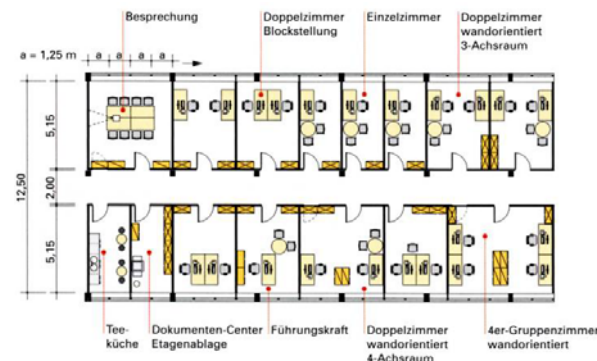 Besprechung
Doppelzimmer
Blockstellung
Einzelzimmer
Doppelzimmer
wandorientiert
3-Achsraum
a = 1,25 m
a
a
a
a
12,50
5,15
2,00
5,15
Tee-
küche
Dokumenten-Center
Etagenablage
Führungskraft
Doppelzimmer
wandorientiert
4-Achsraum
4er-Gruppenzimmer
wandorientiert